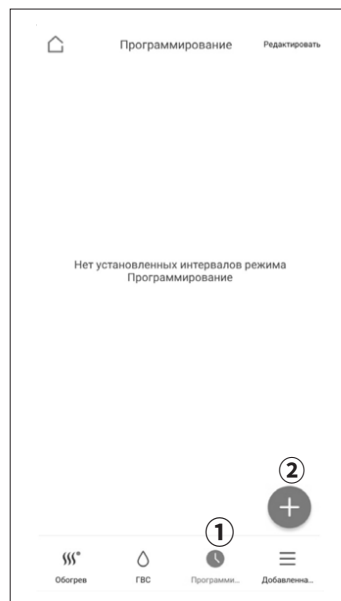 Программирование Редактировать
Нет установленных интервалов режима
Программирование
2
1
+
Обогрев ГВС Программи... Добавленна...